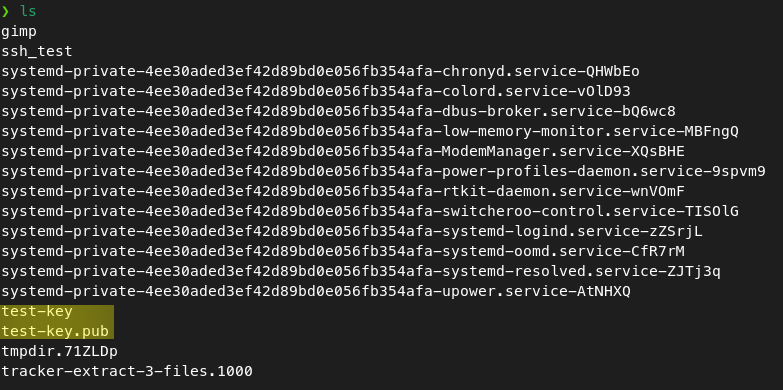 ❯ ls
gimp
ssh_test
systemd-private-4ee30aded3ef42d89bd0e056fb354afa-chronyd.service-QHWbEo
systemd-private-4ee30aded3ef42d89bd0e056fb354afa-colord.service-vOlD93
systemd-private-4ee30aded3ef42d89bd0e056fb354afa-dbus-broker.service-bQ6wc8
systemd-private-4ee30aded3ef42d89bd0e056fb354afa-low-memory-monitor.service-MBFngQ
systemd-private-4ee30aded3ef42d89bd0e056fb354afa-ModemManager.service-XQsBHE
systemd-private-4ee30aded3ef42d89bd0e056fb354afa-power-profiles-daemon.service-9spvm9
systemd-private-4ee30aded3ef42d89bd0e056fb354afa-rtkit-daemon.service-wnVOmF
systemd-private-4ee30aded3ef42d89bd0e056fb354afa-switcheroo-control.service-TISOlG
systemd-private-4ee30aded3ef42d89bd0e056fb354afa-systemd-logind.service-zZSrjL
systemd-private-4ee30aded3ef42d89bd0e056fb354afa-systemd-oomd.service-CfR7rM
systemd-private-4ee30aded3ef42d89bd0e056fb354afa-systemd-resolved.service-ZJTj3q
systemd-private-4ee30aded3ef42d89bd0e056fb354afa-upower.service-AtNHXQ
test-key
test-key.pub
tmpdir.71ZLDp
tracker-extract-3-files.1000